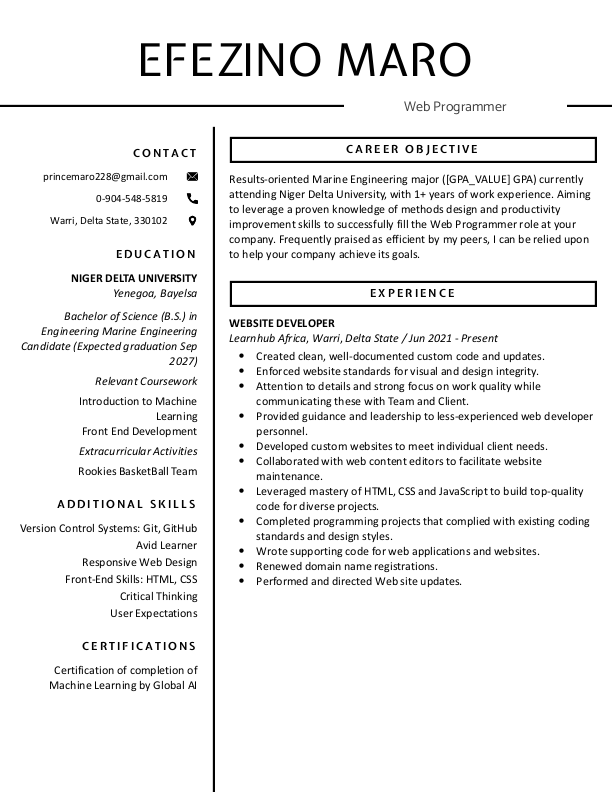 EFEZINO MARO
Web Programmer
CONTACT
princemaro228@gmail.com
0-904-548-5819
Warri, Delta State, 330102
EDUCATION
NIGER DELTA UNIVERSITY
Yenegoa, Bayelsa
Bachelor of Science (B.S.) in
Engineering Marine Engineering
Candidate (Expected graduation Sep
2027)
Relevant Coursework
Introduction to Machine
Learning
Front End Development
Extracurricular Activities
Rookies BasketBall Team
ADDITIONAL SKILLS
Version Control Systems: Git, GitHub
Avid Learner
Responsive Web Design
Front-End Skills: HTML, CSS
Critical Thinking
User Expectations
CERTIFICATIONS
Certification of completion of
Machine Learning by Global AI
CAREER OBJECTIVE
Results-oriented Marine Engineering major ([GPA_VALUE] GPA) currently
attending Niger Delta University, with 1+ years of work experience. Aiming
to leverage a proven knowledge of methods design and productivity
improvement skills to successfully fill the Web Programmer role at your
company. Frequently praised as efficient by my peers, I can be relied upon
to help your company achieve its goals.
EXPERIENCE
WEBSITE DEVELOPER
Learnhub Africa, Warri, Delta State / Jun 2021 - Present
• Created clean, well-documented custom code and updates.
• Enforced website standards for visual and design integrity.
• Attention to details and strong focus on work quality while
communicating these with Team and Client.
• Provided guidance and leadership to less-experienced web developer
personnel.
• Developed custom websites to meet individual client needs.
• Collaborated with web content editors to facilitate website
maintenance.
• Leveraged mastery of HTML, CSS and JavaScript to build top-quality
code for diverse projects.
• Completed programming projects that complied with existing coding
standards and design styles.
• Wrote supporting code for web applications and websites.
• Renewed domain name registrations.
• Performed and directed Web site updates.